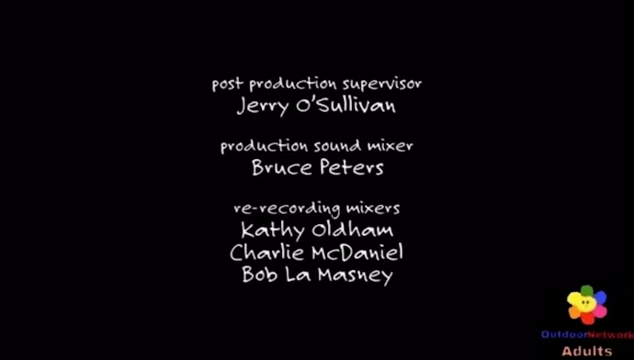 post production supervisor
Jerry O'Sullivan
production sound mixer
Bruce Peters
re-recording mixers
Kathy Oldham
Charlie McDaniel
Bob La Masney
OutdoorNetwork
Adults